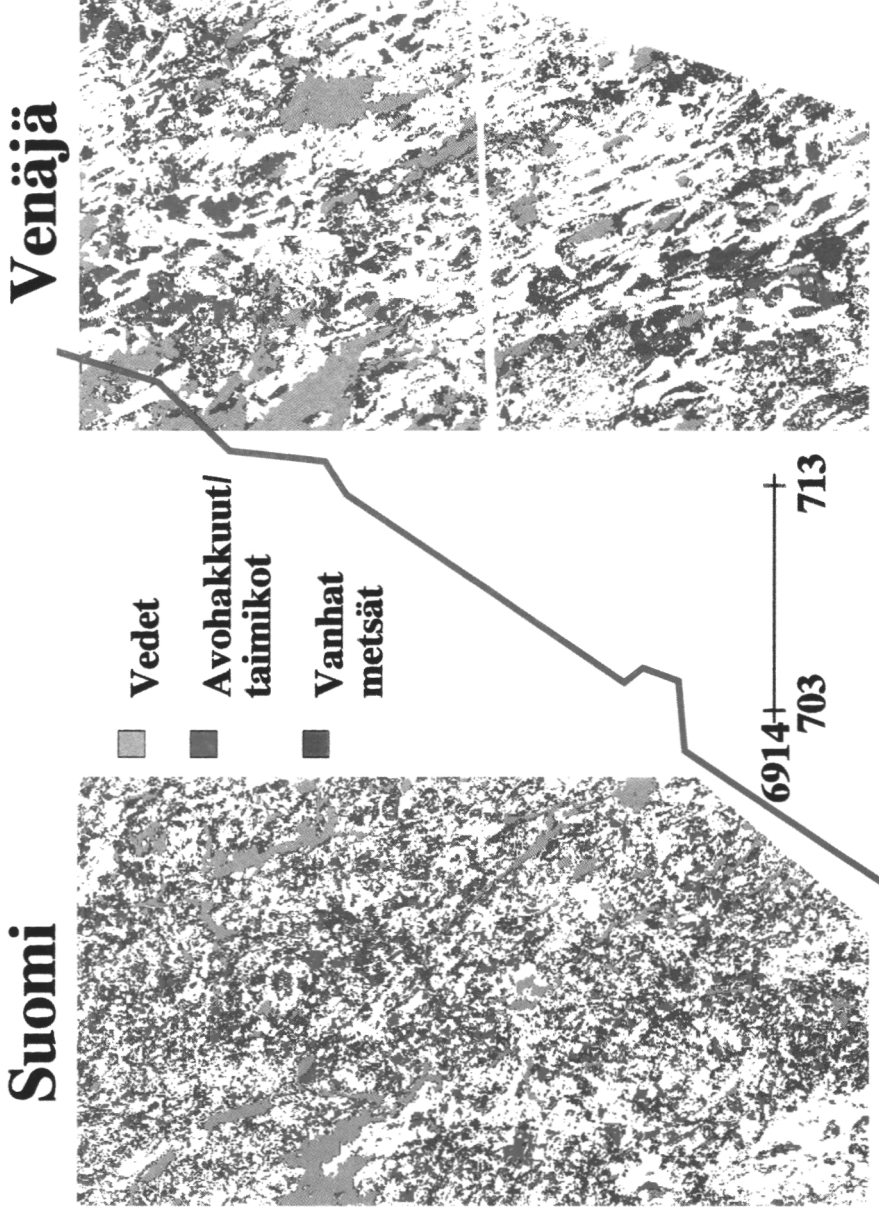 Suomi
Venäjä
Vedet
Avohakkuut/
taimikot
Vanhat
metsät
6914
703
713